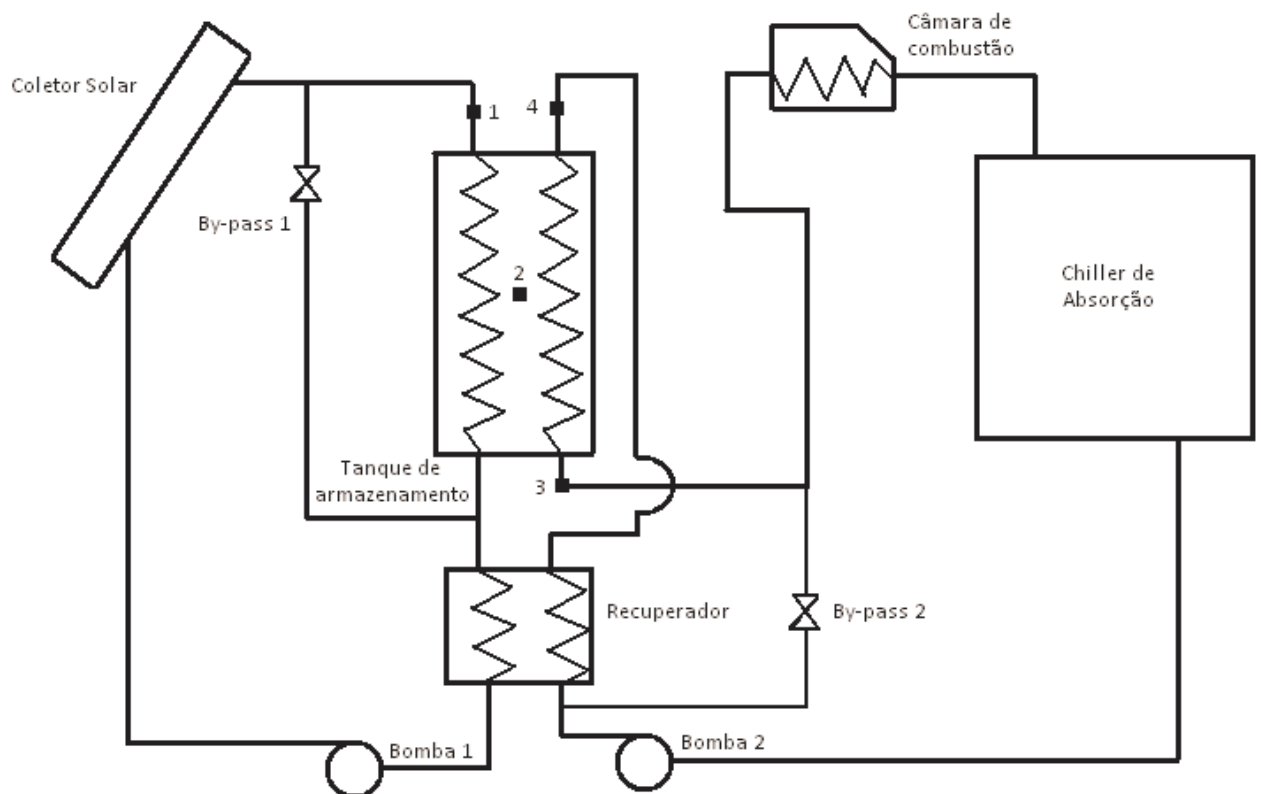 Coletor Solar
Câmara de
combustão
1
4
By-pass 1
2
Chiller de
Absorção
Tanque de
armazenamento
3
Recuperador
By-pass 2
Bomba 1
Bomba 2